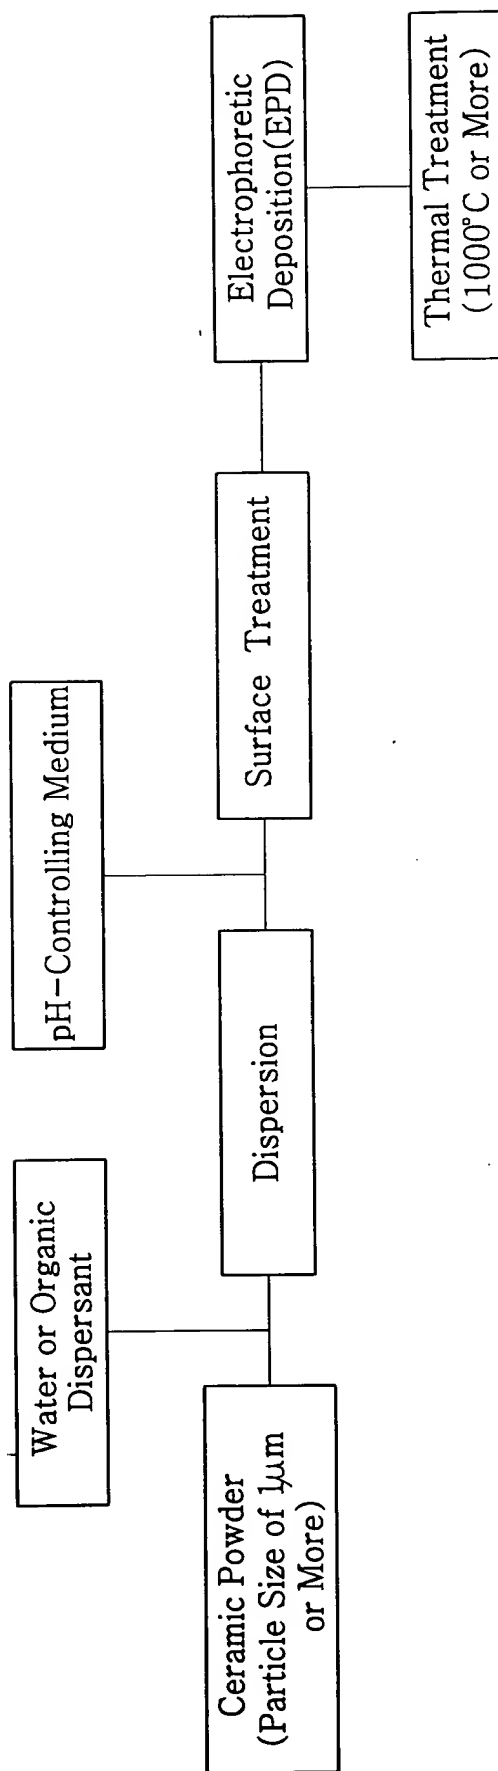 Water or Organic
Dispersant
pH-Controlling Medium
Ceramic Powder
(Particle Size of 1μm
or More)
Dispersion
Surface Treatment
Electrophoretic
Deposition(EPD)
Thermal Treatment
(1000°C or More)